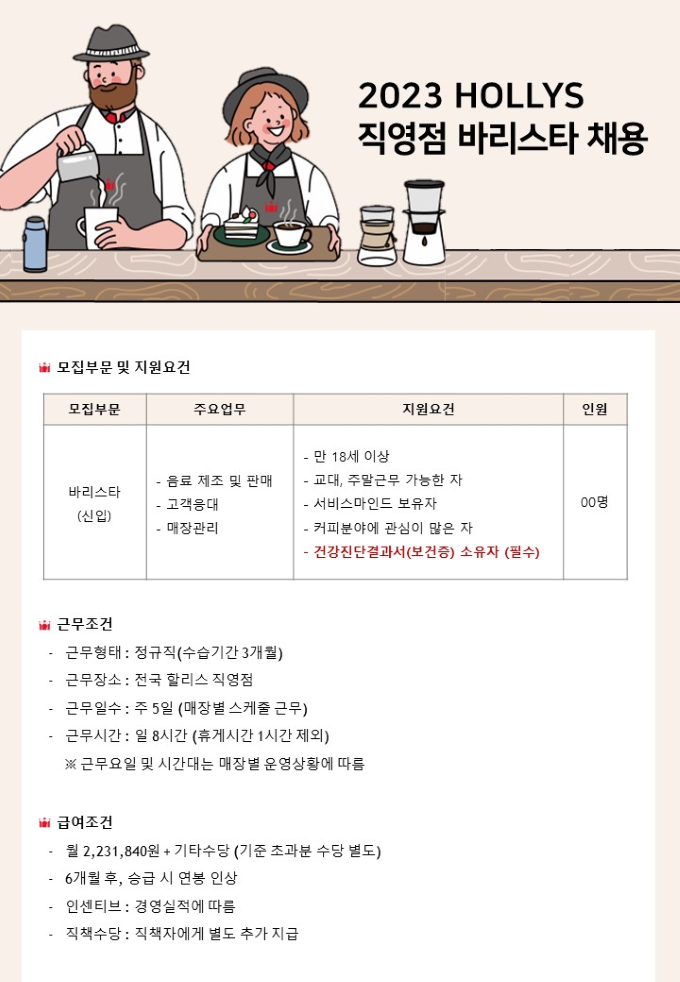 2023 HOLLYS
직영점 바리스타 채용
모집부문 및 지원요건
모집부문 주요업무 지원요건 인원
바리스타
(신입)
- 음료 제조 및 판매
- 고객응대
- 매장관리
- 만 18세 이상
- 교대, 주말근무 가능한 자
- 서비스마인드 보유자
- 커피분야에 관심이 많은 자
- 건강진단결과서(보건증) 소유자 (필수)
00명
근무조건
- 근무형태 : 정규직(수습기간 3개월)
- 근무장소 : 전국 할리스 직영점
- 근무일수 : 주 5일 (매장별 스케줄 근무)
- 근무시간 : 일 8시간 (휴게시간 1시간 제외)
※ 근무요일 및 시간대는 매장별 운영상황에 따름
급여조건
- 월 2,231,840원 + 기타수당 (기준 초과분 수당 별도)
- 6개월 후, 승급 시 연봉 인상
- 인센티브 : 경영실적에 따름
- 직책수당 : 직책자에게 별도 추가 지급